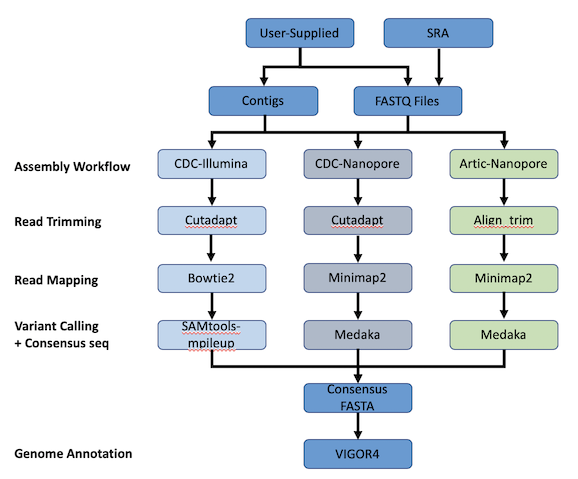 User-Supplied
SRA
Contigs
FASTQ Files
Assembly Workflow
CDC-Illumina
CDC-Nanopore
Artic-Nanopore
Read Trimming
Cutadapt
Cutadapt
Align_trim
Read Mapping
Bowtie2
Minimap2
Minimap2
Variant Calling
+ Consensus seq
SAMtools-
mpileup
Medaka
Medaka
Consensus
FASTA
Genome Annotation
VIGOR4